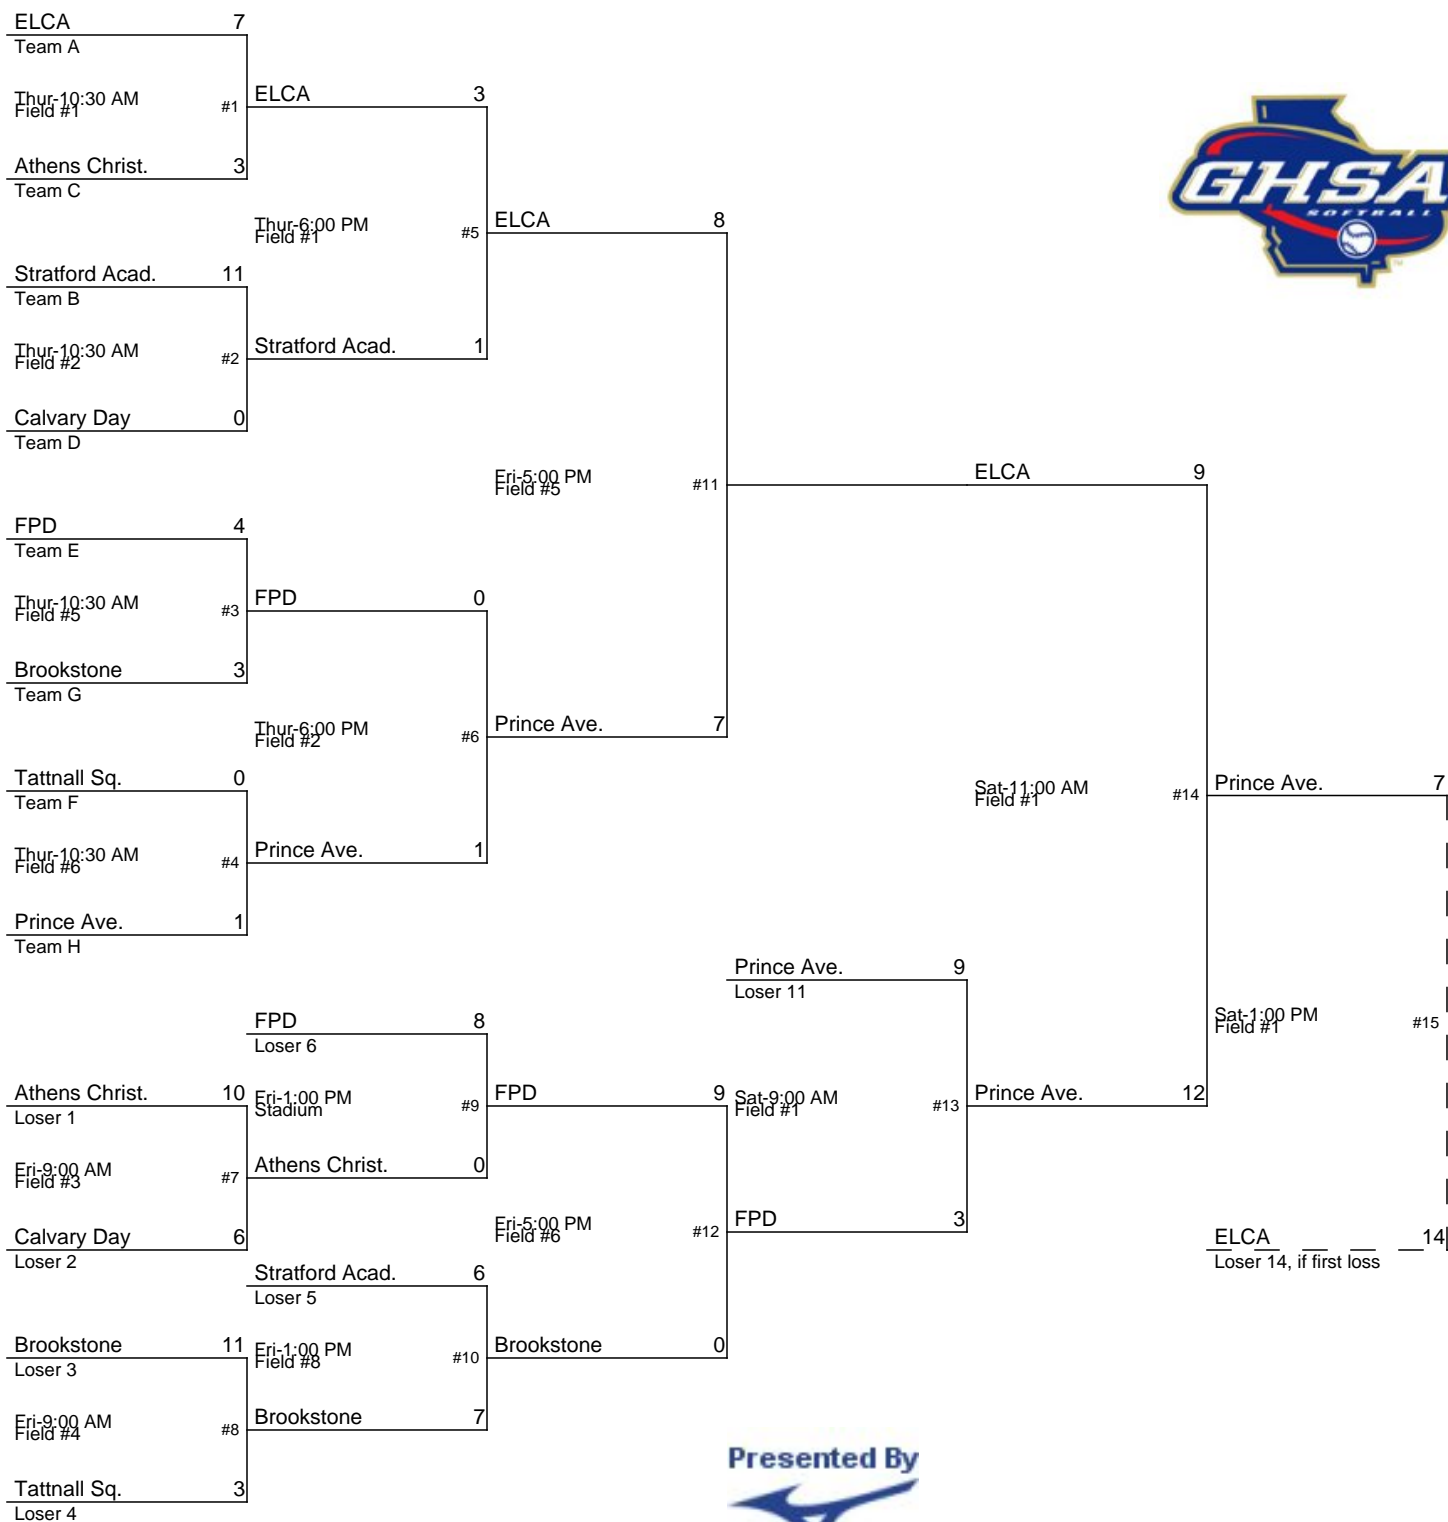 ELCA 7
Team A
Thur-10:30 AM
Field #1
#1
Athens Christ. 3
Team C
ELCA 3
Thur-6:00 PM
Field #1
#5
Stratford Acad. 11
Team B
Thur-10:30 AM
Field #2
#2
Stratford Acad. 1
Calvary Day 0
Team D
ELCA 8
Fri-5:00 PM
Field #5
#11
FPD 4
Team E
Thur-10:30 AM
Field #5
#3
FPD 0
Brookstone 3
Team G
Thur-6:00 PM
Field #2
#6
Prince Ave. 7
Tattnall Sq. 0
Team F
Thur-10:30 AM
Field #6
#4
Prince Ave. 1
Prince Ave. 1
Team H
GHSA
SOFTBALL
TM
ELCA 9
Sat-11:00 AM
Field #1
#14
Prince Ave. 7
Prince Ave. 9
Loser 11
Sat-9:00 AM
Field #1
#13
Prince Ave. 12
Sat-1:00 PM
Field #1
#15
FPD 8
Loser 6
Athens Christ. 10
Loser 1
Fri-1:00 PM
Stadium
#9
FPD 9
Fri-9:00 AM
Field #3
#7
Athens Christ. 0
Calvary Day 6
Loser 2
Fri-5:00 PM
Field #6
#12
FPD 3
Stratford Acad. 6
Loser 5
ELCA 14
Loser 14, if first loss
Brookstone 11
Loser 3
Fri-1:00 PM
Field #8
#10
Brookstone 0
Fri-9:00 AM
Field #4
#8
Brookstone 7
Tattnall Sq. 3
Loser 4
Presented By